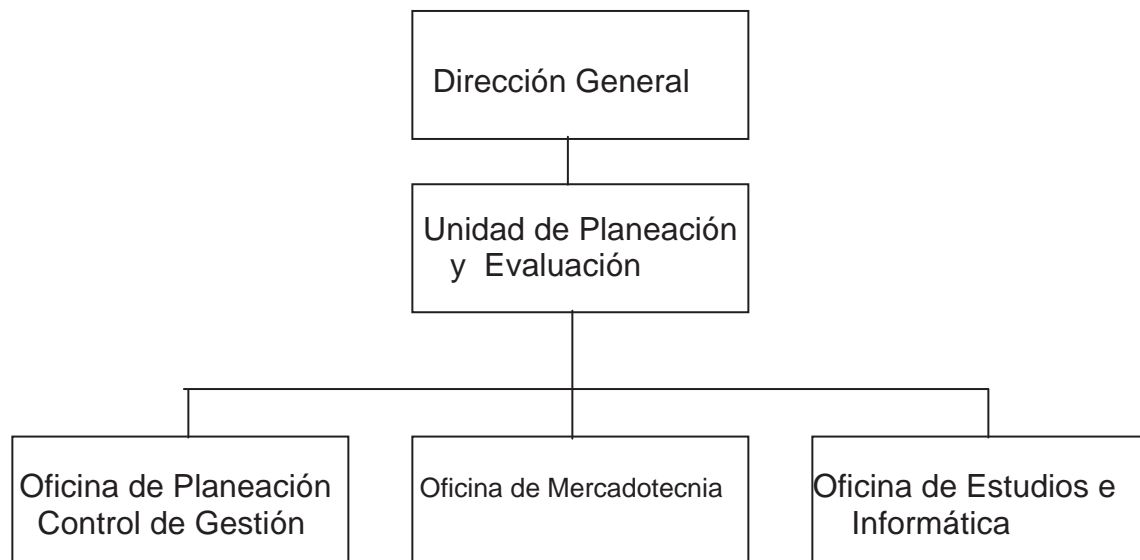 Dirección General
Unidad de Planeación
y Evaluación
Oficina de Planeación
Control de Gestión
Oficina de Mercadotecnia
Oficina de Estudios e
Informática